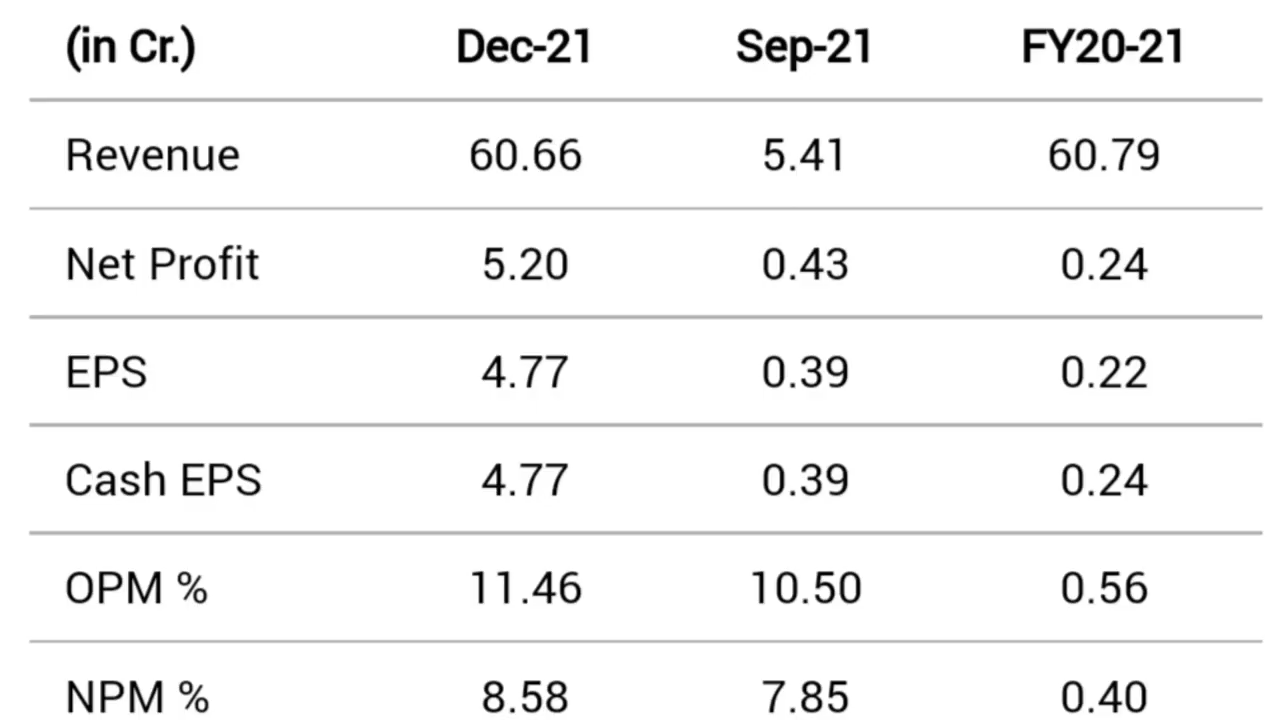 (in Cr.) Dec-21 Sep-21 FY20-21
Revenue 60.66 5.41 60.79
Net Profit 5.20 0.43 0.24
EPS 4.77 0.39 0.22
Cash EPS 4.77 0.39 0.24
OPM % 11.46 10.50 0.56
NPM % 8.58 7.85 0.40